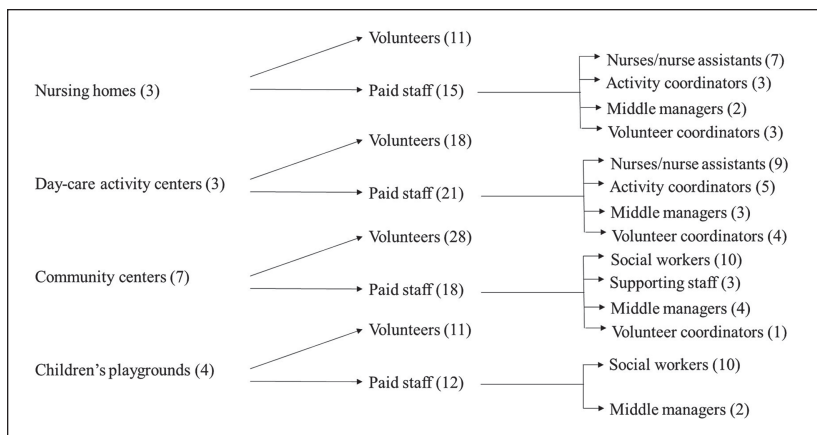 Nursing homes (3)
Volunteers (11)
Paid staff (15)
Nurses/nurse assistants (7)
Activity coordinators (3)
Middle managers (2)
Volunteer coordinators (3)
Day-care activity centers (3)
Volunteers (18)
Paid staff (21)
Nurses/nurse assistants (9)
Activity coordinators (5)
Middle managers (3)
Volunteer coordinators (4)
Community centers (7)
Volunteers (28)
Paid staff (18)
Social workers (10)
Supporting staff (3)
Middle managers (4)
Volunteer coordinators (1)
Children's playgrounds (4)
Volunteers (11)
Paid staff (12)
Social workers (10)
Middle managers (2)